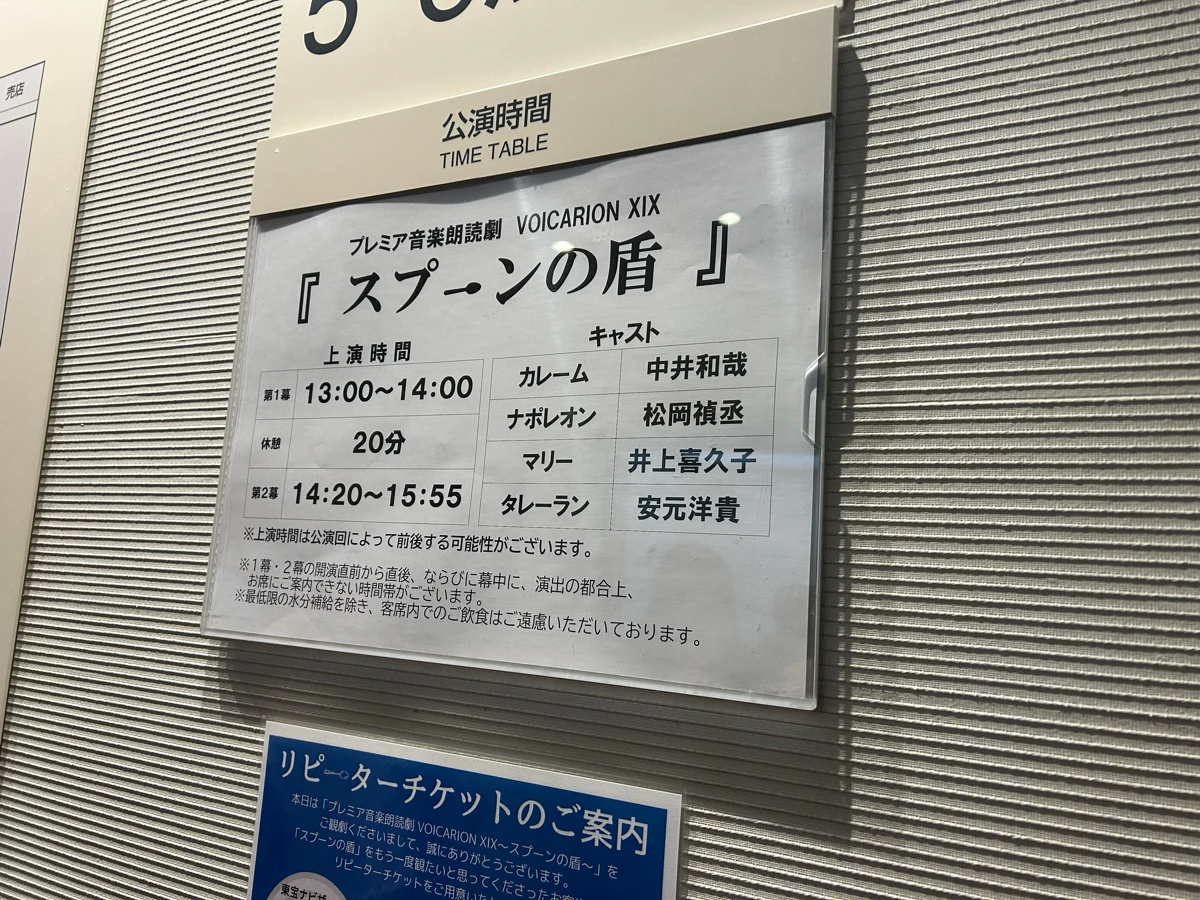 売店
公演時間
TIME TABLE
プレミア音楽朗読劇 VOICARION XIX
『スプーンの盾』
上演時間
第1幕 13:00～14:00
休憩 20分
第2幕 14:20～15:55
キャスト
カレーム 中井和哉
ナポレオン 松岡禎丞
マリー 井上喜久子
タレーラン 安元洋貴
※上演時間は公演回によって前後する可能性がございます。
※1幕・2幕の開演直前から直後、ならびに幕中に、演出の都合上、
お席にご案内できない時間帯がございます。
※最低限の水分補給を除き、客席内でのご飲食はご遠慮いただいております。
リピーターチケットのご案内
本日は「プレミア音楽朗読劇 VOICARION XIX～スプーンの盾～」を
ご観劇くださいまして、誠にありがとうございます。
「スプーンの盾」をもう一度観たいと思ってくださったお客
リピーターチケットをご用意いた
東宝ナビザ